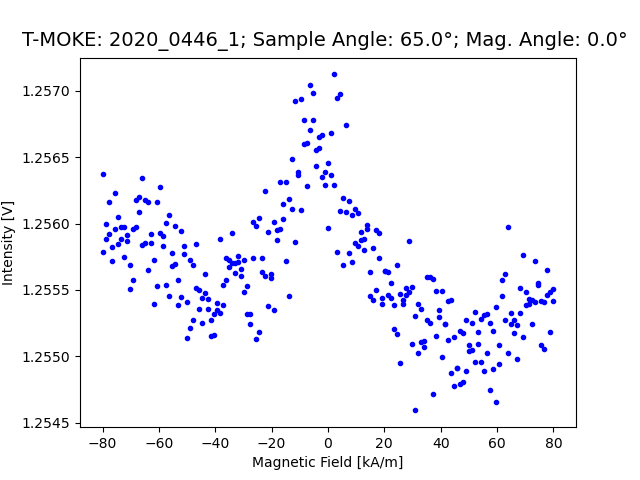 T-MOKE: 2020_0446_1; Sample Angle: 65.0°; Mag. Angle: 0.0°
1.2570
1.2565
1.2560
1.2555
1.2550
1.2545
Intensity [V]
−80 −60 −40 −20 0 20 40 60 80
Magnetic Field [kA/m]